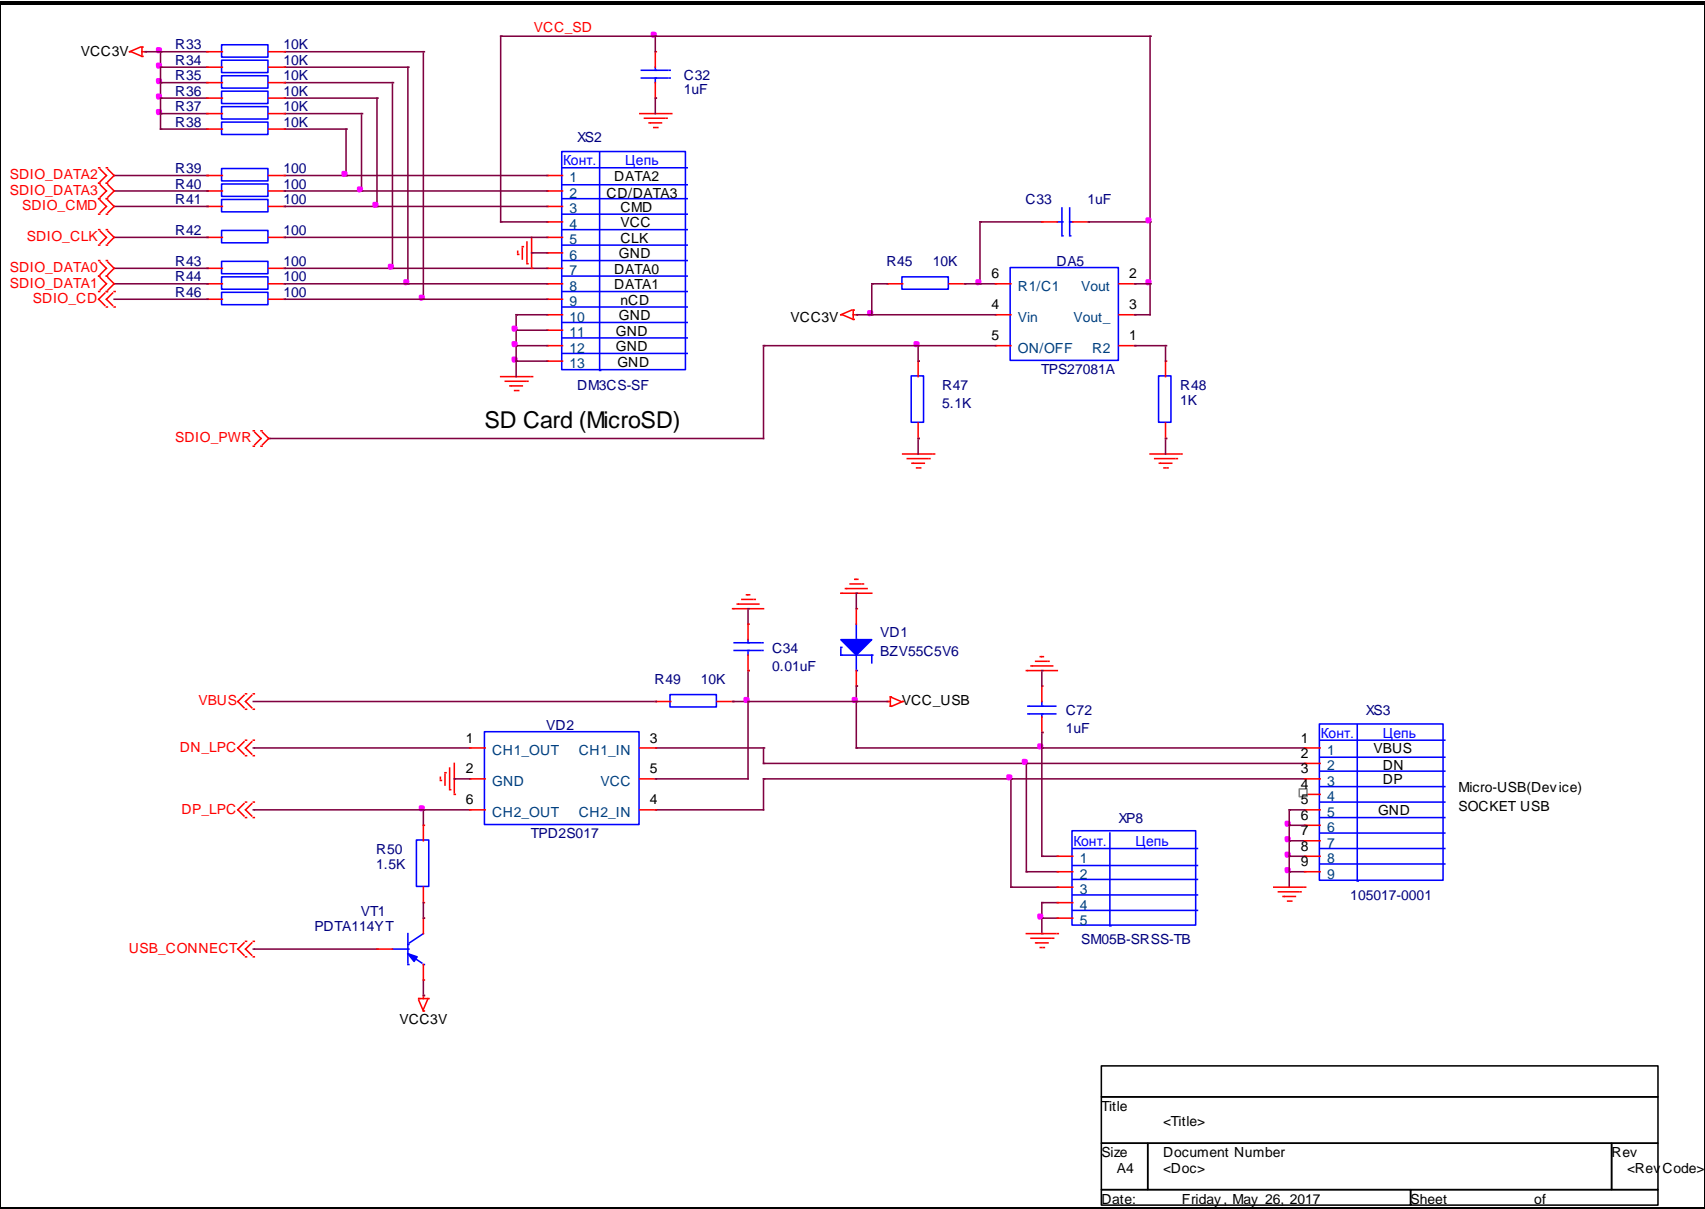 VCC_SD
VCC3V
R33 10K
R34 10K
R35 10K
R36 10K
R37 10K
R38 10K
C32
1uF
XS2
Конт. Цепь
1 DATA2
2 CD/DATA3
3 CMD
4 VCC
5 CLK
6 GND
7 DATA0
8 DATA1
9 nCD
10 GND
11 GND
12 GND
13 GND
DM3CS-SF
SDIO_DATA2 R39 100
SDIO_DATA3 R40 100
SDIO_CMD R41 100
SDIO_CLK R42 100
SDIO_DATA0 R43 100
SDIO_DATA1 R44 100
SDIO_CD R46 100
SD Card (MicroSD)
SDIO_PWR
C33 1uF
R45 10K
DA5
6 R1/C1 Vout 2
VCC3V
4 Vin Vout_ 3
5 ON/OFF R2 1
TPS27081A
R47
5.1K
R48
1K
C34
0.01uF
VD1
BZV55C5V6
R49 10K
VBUS
VCC_USB
C72
1uF
VD2
DN_LPC
1 CH1_OUT CH1_IN 3
2 GND VCC 5
DP_LPC
6 CH2_OUT CH2_IN 4
TPD2S017
R50
1.5K
VT1
PDTA114YT
USB_CONNECT
VCC3V
XP8
Конт. Цепь
1
2
3
4
5
SM05B-SRSS-TB
XS3
Конт. Цепь
1 1 VBUS
2 2 DN
3 3 DP
4 4
5 5 GND
6 6
7 7
8 8
9 9
105017-0001
Micro-USB(Device)
SOCKET USB
Title
<Title>
Size Document Number Rev
A4 <Doc> <RevCode>
Date: Friday, May 26, 2017 Sheet of